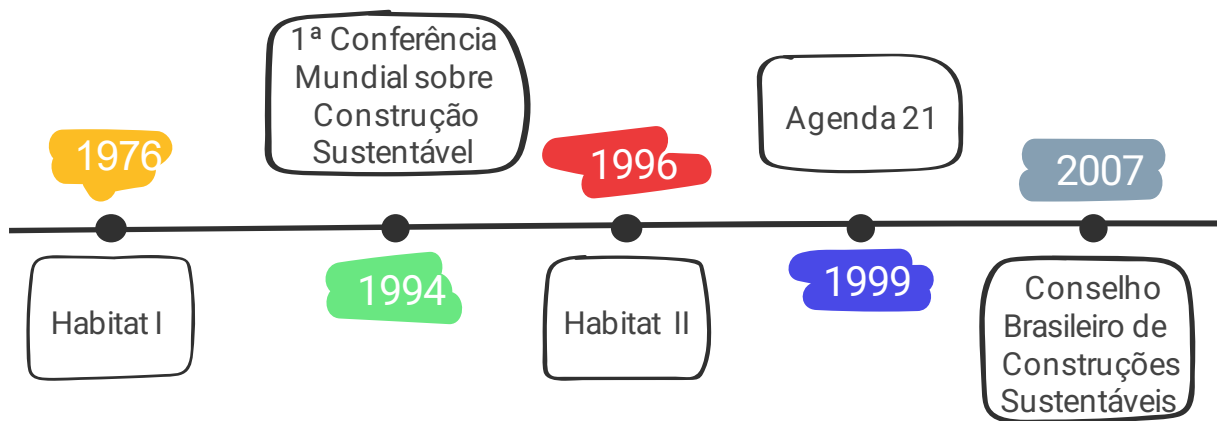 1976
Habitat I
1ª Conferência
Mundial sobre
Construção
Sustentável
1994
1996
Habitat II
Agenda 21
1999
2007
Conselho
Brasileiro de
Construções
Sustentáveis